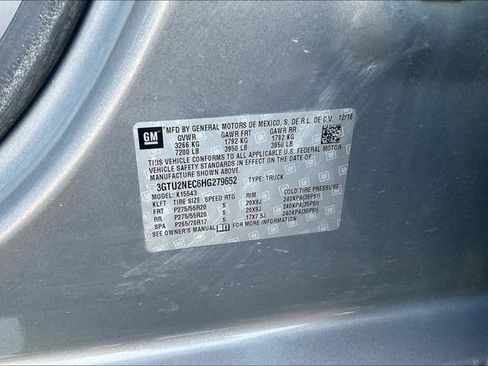 GM
MFD BY GENERAL MOTORS DE MEXICO, S. DE R.L. DE C.V. 12/16
GVWR GAWR FRT GAWR RR
3266 KG 1792 KG 1792 KG
7200 LB 3950 LB 3950 LB
THIS VEHICLE CONFORMS TO ALL APPLICABLE U.S. FEDERAL MOTOR
VEHICLE SAFETY STANDARDS IN EFFECT ON THE DATE OF
MANUFACTURE SHOWN ABOVE.
3GTU2NEC6HG279652 TYPE: TRUCK
MODEL: K15543
KLFT TIRE SIZE SPEED RTG RIM COLD TIRE PRESSURE
FRT P275/55R20 S 20X9J 240KPA(35PSI)
RR P275/55R20 S 20X9J 240KPA(35PSI)
SPA P265/70R17 S 17X7.5J 240KPA(35PSI)
SEE OWNER'S MANUAL